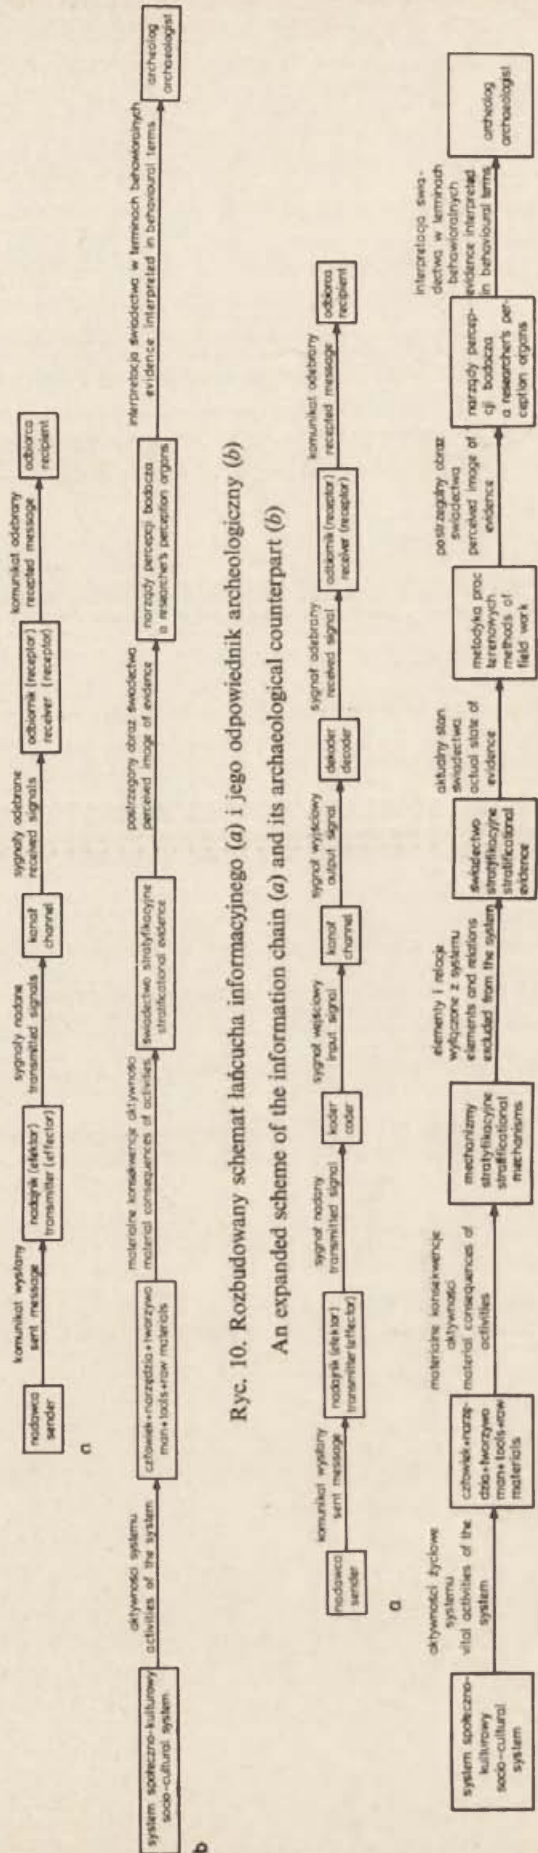 komunikat wysłany
sent message
sygnały nadane
transmitted signals
sygnały odebrane
received signals
komunikat odebrany
recepted message
nadawca
sender
nadajnik (efektor)
transmitter (effector)
kanał
channel
odbiornik (receptor)
receiver (receptor)
odbiorca
recipient
a
aktywności systemu
activities of the system
materialne konsekwencje aktywności
material consequences of activities
postrzegany obraz świadectwa
perceived image of evidence
interpretacja świadectwa w terminach behawioralnych
evidence interpreted in behavioural terms
system społeczno-kulturowy
socio-cultural system
człowiek+narzędzia+tworzywo
man+tools+raw materials
świadectwo stratyfikacyjne
stratificational evidence
narządy percepcji badacza
a researcher's perception organs
archeolog
archaeologist
b
Ryc. 10. Rozbudowany schemat łańcucha informacyjnego (a) i jego odpowiednik archeologiczny (b)
An expanded scheme of the information chain (a) and its archaeological counterpart (b)
komunikat wysłany
sent message
sygnał nadany
transmitted signal
sygnał wejściowy
input signal
sygnał wyjściowy
output signal
sygnał odebrany
received signal
komunikat odebrany
recepted message
nadawca
sender
nadajnik (efektor)
transmitter (effector)
koder
coder
kanał
channel
dekoder
decoder
odbiornik (receptor)
receiver (receptor)
odbiorca
recipient
a
aktywności życiowe
systemu
vital activities of the
system
materialne konsekwencje
aktywności
material consequences of
activities
elementy i relacje
wyłączone z systemu
elements and relations
excluded from the system
aktualny stan
świadectwa
actual state of
evidence
postrzegalny obraz
świadectwa
perceived image of
evidence
interpretacja świa-
dectwa w terminach
behawioralnych
evidence interpreted
in behavioural terms
system społeczno-
kulturowy
socio-cultural
system
człowiek+narzę-
dzia+tworzywo
man+tools+raw
materials
mechanizmy
stratyfikacyjne
stratificational
mechanisms
świadectwo
stratyfikacyjne
stratificational
evidence
metodyka prac
terenowych
methods of
field work
narządy percep-
cji badacza
a researcher's per-
ception organs
archeolog
archaeologist